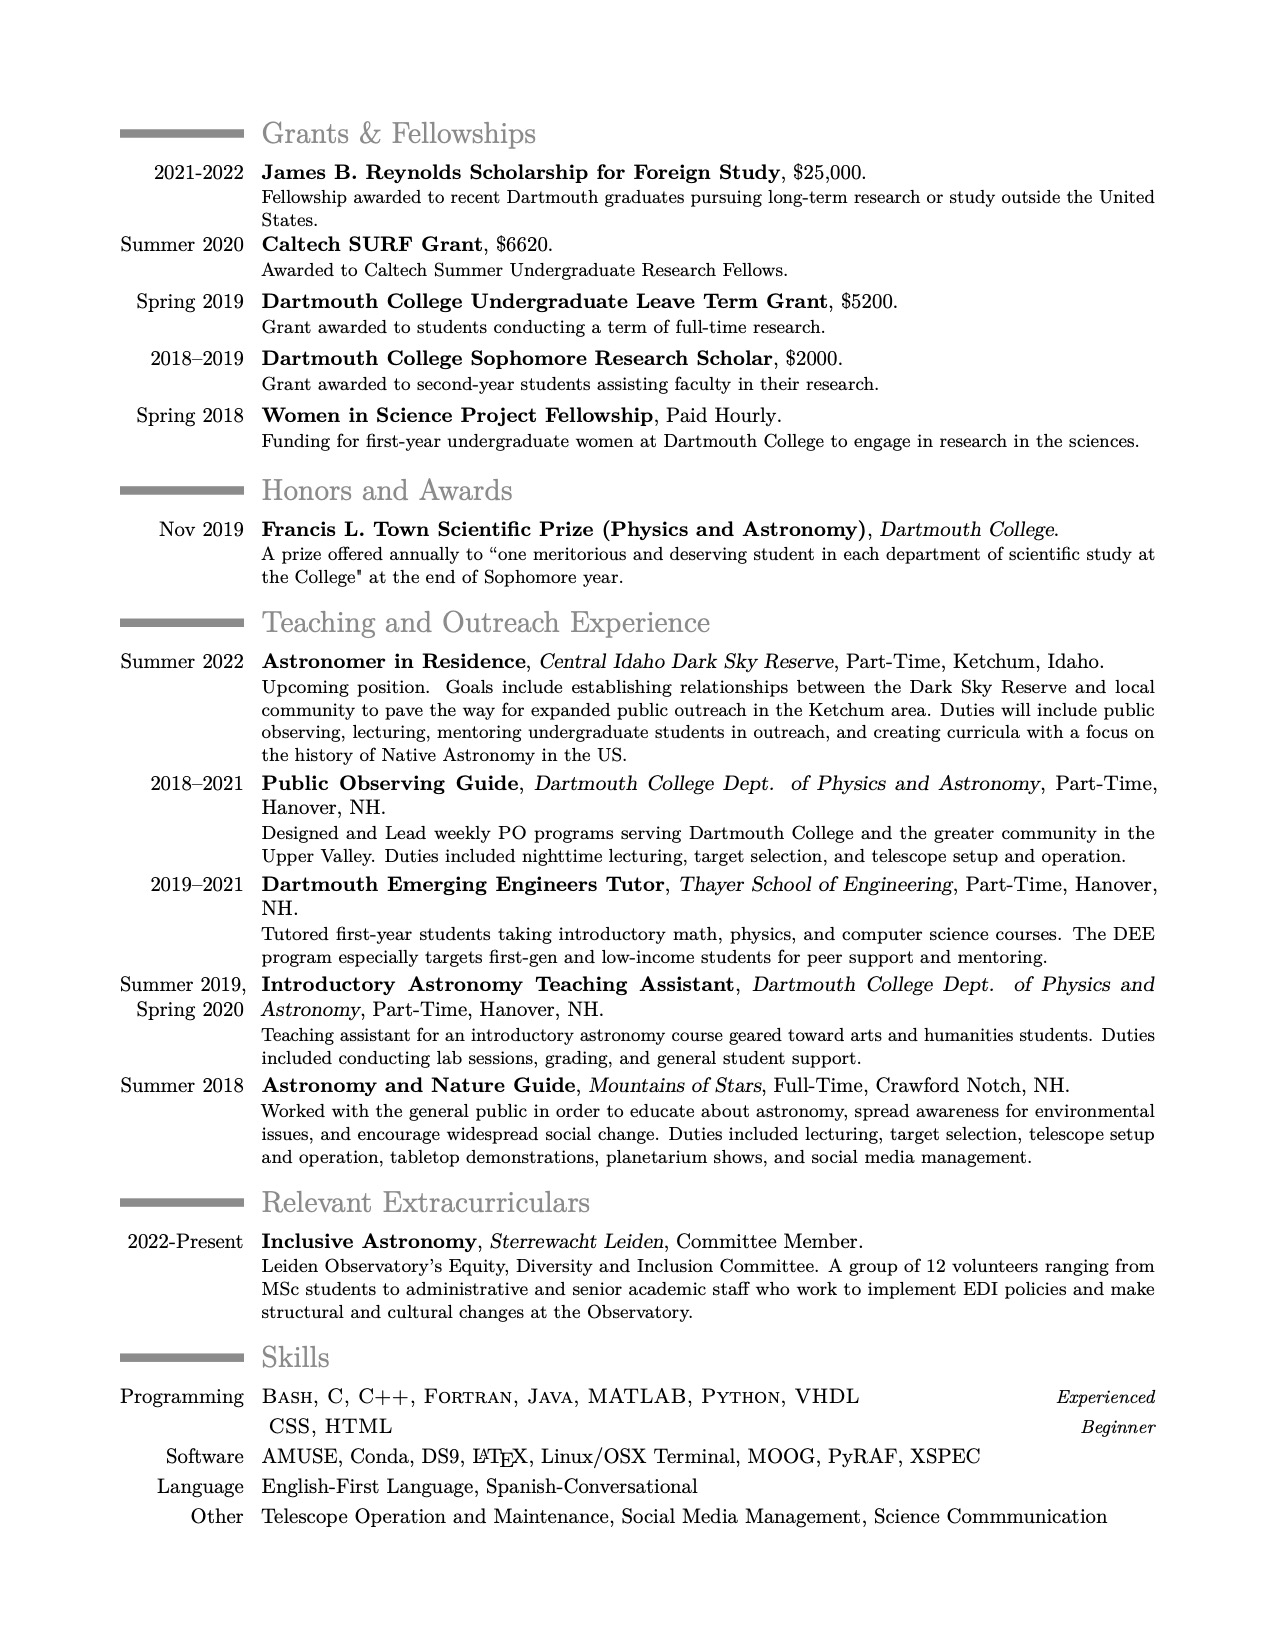 Grants & Fellowships
2021-2022 James B. Reynolds Scholarship for Foreign Study, $25,000.
Fellowship awarded to recent Dartmouth graduates pursuing long-term research or study outside the United
States.
Summer 2020 Caltech SURF Grant, $6620.
Awarded to Caltech Summer Undergraduate Research Fellows.
Spring 2019 Dartmouth College Undergraduate Leave Term Grant, $5200.
Grant awarded to students conducting a term of full-time research.
2018–2019 Dartmouth College Sophomore Research Scholar, $2000.
Grant awarded to second-year students assisting faculty in their research.
Spring 2018 Women in Science Project Fellowship, Paid Hourly.
Funding for first-year undergraduate women at Dartmouth College to engage in research in the sciences.
Honors and Awards
Nov 2019 Francis L. Town Scientific Prize (Physics and Astronomy), Dartmouth College.
A prize offered annually to “one meritorious and deserving student in each department of scientific study at
the College" at the end of Sophomore year.
Teaching and Outreach Experience
Summer 2022 Astronomer in Residence, Central Idaho Dark Sky Reserve, Part-Time, Ketchum, Idaho.
Upcoming position. Goals include establishing relationships between the Dark Sky Reserve and local
community to pave the way for expanded public outreach in the Ketchum area. Duties will include public
observing, lecturing, mentoring undergraduate students in outreach, and creating curricula with a focus on
the history of Native Astronomy in the US.
2018–2021 Public Observing Guide, Dartmouth College Dept. of Physics and Astronomy, Part-Time,
Hanover, NH.
Designed and Lead weekly PO programs serving Dartmouth College and the greater community in the
Upper Valley. Duties included nighttime lecturing, target selection, and telescope setup and operation.
2019–2021 Dartmouth Emerging Engineers Tutor, Thayer School of Engineering, Part-Time, Hanover,
NH.
Tutored first-year students taking introductory math, physics, and computer science courses. The DEE
program especially targets first-gen and low-income students for peer support and mentoring.
Summer 2019, Introductory Astronomy Teaching Assistant, Dartmouth College Dept. of Physics and
Spring 2020 Astronomy, Part-Time, Hanover, NH.
Teaching assistant for an introductory astronomy course geared toward arts and humanities students. Duties
included conducting lab sessions, grading, and general student support.
Summer 2018 Astronomy and Nature Guide, Mountains of Stars, Full-Time, Crawford Notch, NH.
Worked with the general public in order to educate about astronomy, spread awareness for environmental
issues, and encourage widespread social change. Duties included lecturing, target selection, telescope setup
and operation, tabletop demonstrations, planetarium shows, and social media management.
Relevant Extracurriculars
2022-Present Inclusive Astronomy, Sterrewacht Leiden, Committee Member.
Leiden Observatory’s Equity, Diversity and Inclusion Committee. A group of 12 volunteers ranging from
MSc students to administrative and senior academic staff who work to implement EDI policies and make
structural and cultural changes at the Observatory.
Skills
Programming Bash, C, C++, Fortran, Java, MATLAB, Python, VHDL Experienced
CSS, HTML Beginner
Software AMUSE, Conda, DS9, LATEX, Linux/OSX Terminal, MOOG, PyRAF, XSPEC
Language English-First Language, Spanish-Conversational
Other Telescope Operation and Maintenance, Social Media Management, Science Commmunication